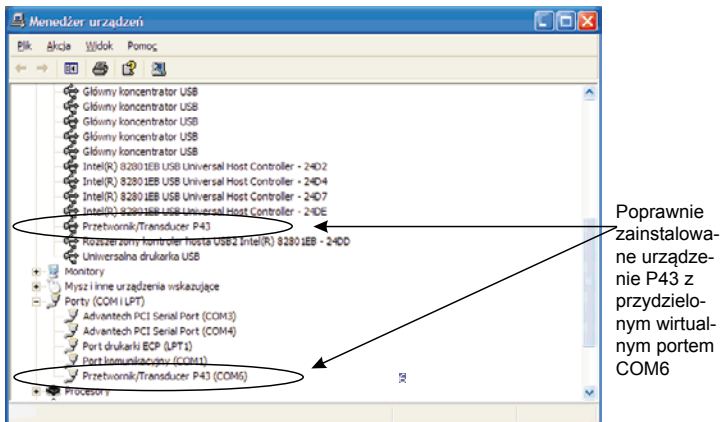 Menedżer urządzeń
Plik Akcja Widok Pomoc
Główny koncentrator USB
Główny koncentrator USB
Główny koncentrator USB
Główny koncentrator USB
Główny koncentrator USB
Intel(R) 82801EB USB Universal Host Controller - 24D2
Intel(R) 82801EB USB Universal Host Controller - 24D4
Intel(R) 82801EB USB Universal Host Controller - 24D7
Intel(R) 82801EB USB Universal Host Controller - 24DE
Przetwornik/Transducer P43
Rozszerzony kontroler hosta USB2 Intel(R) 82801EB - 24DD
Uniwersalna drukarka USB
Monitory
Mysz i inne urządzenia wskazujące
Porty (COM i LPT)
Advantech PCI Serial Port (COM3)
Advantech PCI Serial Port (COM4)
Port drukarki ECP (LPT1)
Port komunikacyjny (COM1)
Przetwornik/Transducer P43 (COM6)
Procesory
Poprawnie
zainstalowa-
ne urządze-
nie P43 z
przydzielo-
nym wirtual-
nym portem
COM6